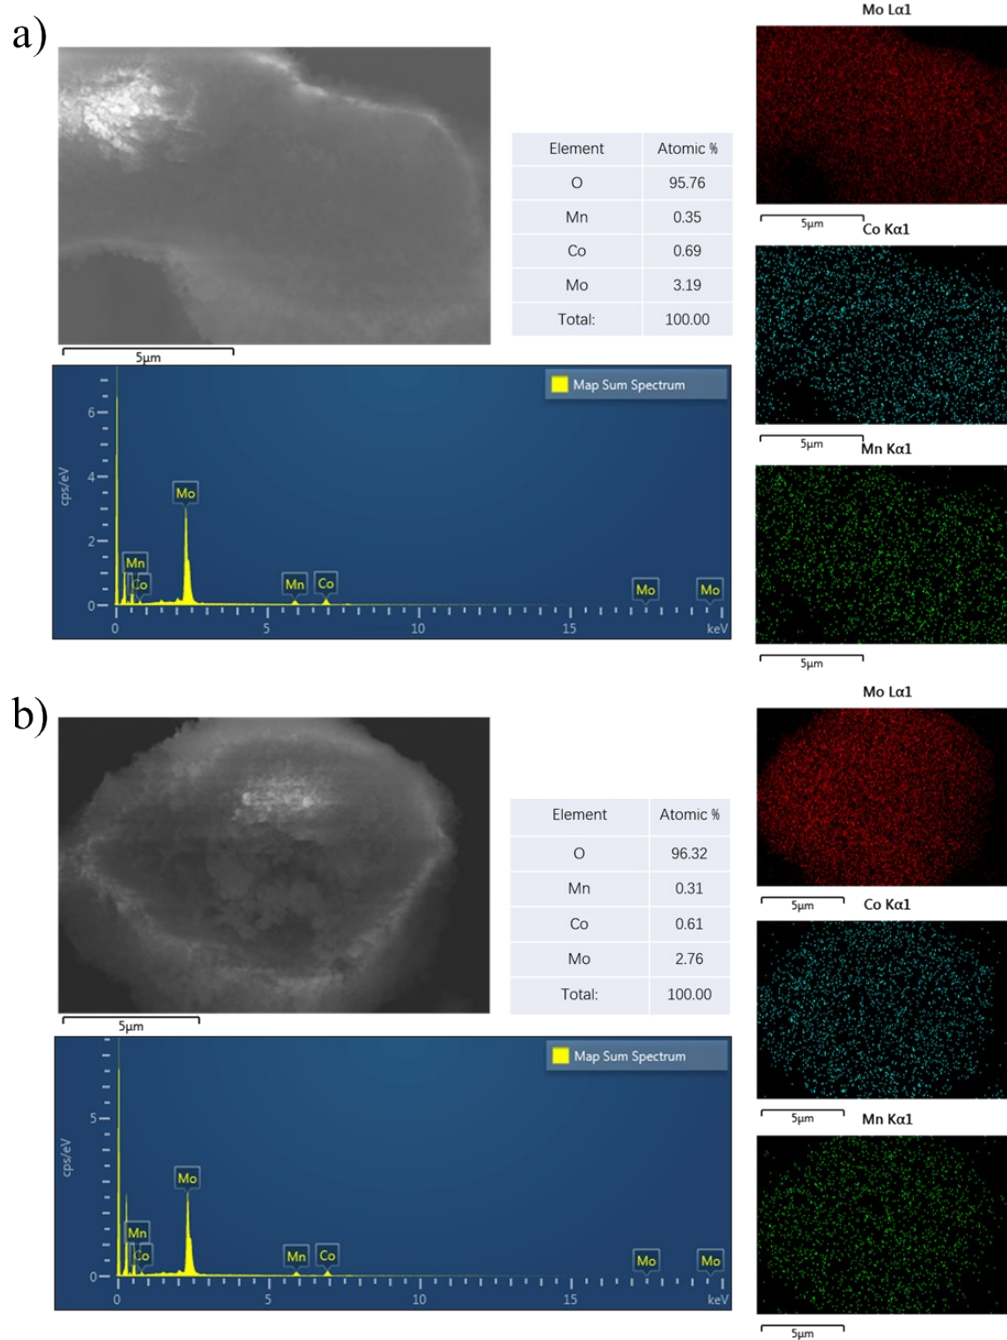 a)
5μm
Element Atomic %
O 95.76
Mn 0.35
Co 0.69
Mo 3.19
Total: 100.00
Mo Lα1
5μm
Co Kα1
5μm
Mn Kα1
5μm
Map Sum Spectrum
cps/eV
6
4
2
0
Mo
Mn
Co
Mn
Co
Mo
Mo
0
5
10
15
keV
b)
5μm
Element Atomic %
O 96.32
Mn 0.31
Co 0.61
Mo 2.76
Total: 100.00
Mo Lα1
5μm
Co Kα1
5μm
Mn Kα1
5μm
Map Sum Spectrum
cps/eV
5
0
Mo
Mn
Co
Mn
Co
Mo
Mo
0
5
10
15
keV